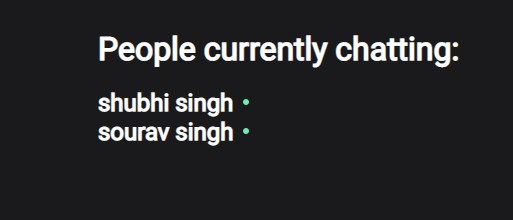 People currently chatting:
shubhi singh
sourav singh